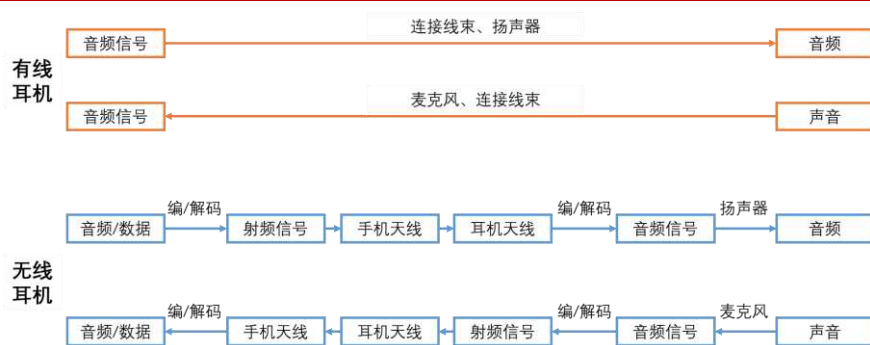 连接线束、扬声器
音频信号
音频
有线
耳机
麦克风、连接线束
音频信号
声音
编/解码
编/解码
扬声器
音频/数据
射频信号
手机天线
耳机天线
音频信号
音频
无线
耳机
编/解码
编/解码
麦克风
音频/数据
手机天线
耳机天线
射频信号
音频信号
声音